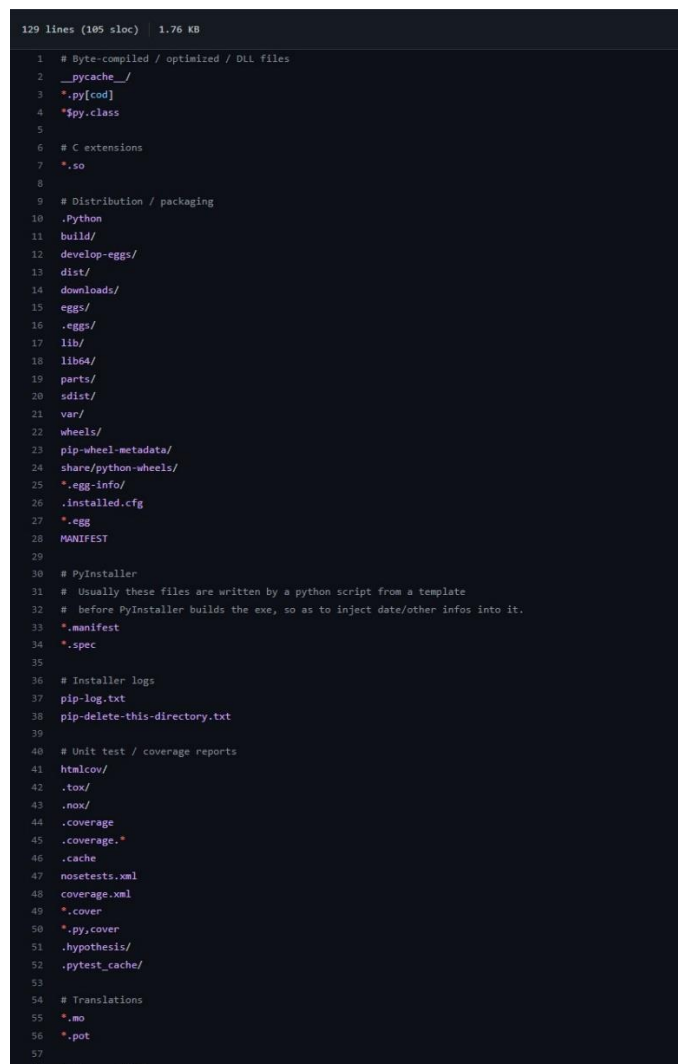 129 lines (105 sloc) 1.76 KB
1 # Byte-compiled / optimized / DLL files
2 __pycache__/
3 *.py[cod]
4 *$py.class
5
6 # C extensions
7 *.so
8
9 # Distribution / packaging
10 .Python
11 build/
12 develop-eggs/
13 dist/
14 downloads/
15 eggs/
16 .eggs/
17 lib/
18 lib64/
19 parts/
20 sdist/
21 var/
22 wheels/
23 pip-wheel-metadata/
24 share/python-wheels/
25 *.egg-info/
26 .installed.cfg
27 *.egg
28 MANIFEST
29
30 # PyInstaller
31 #  Usually these files are written by a python script from a template
32 #  before PyInstaller builds the exe, so as to inject date/other infos into it.
33 *.manifest
34 *.spec
35
36 # Installer logs
37 pip-log.txt
38 pip-delete-this-directory.txt
39
40 # Unit test / coverage reports
41 htmlcov/
42 .tox/
43 .nox/
44 .coverage
45 .coverage.*
46 .cache
47 nosetests.xml
48 coverage.xml
49 *.cover
50 *.py,cover
51 .hypothesis/
52 .pytest_cache/
53
54 # Translations
55 *.mo
56 *.pot
57